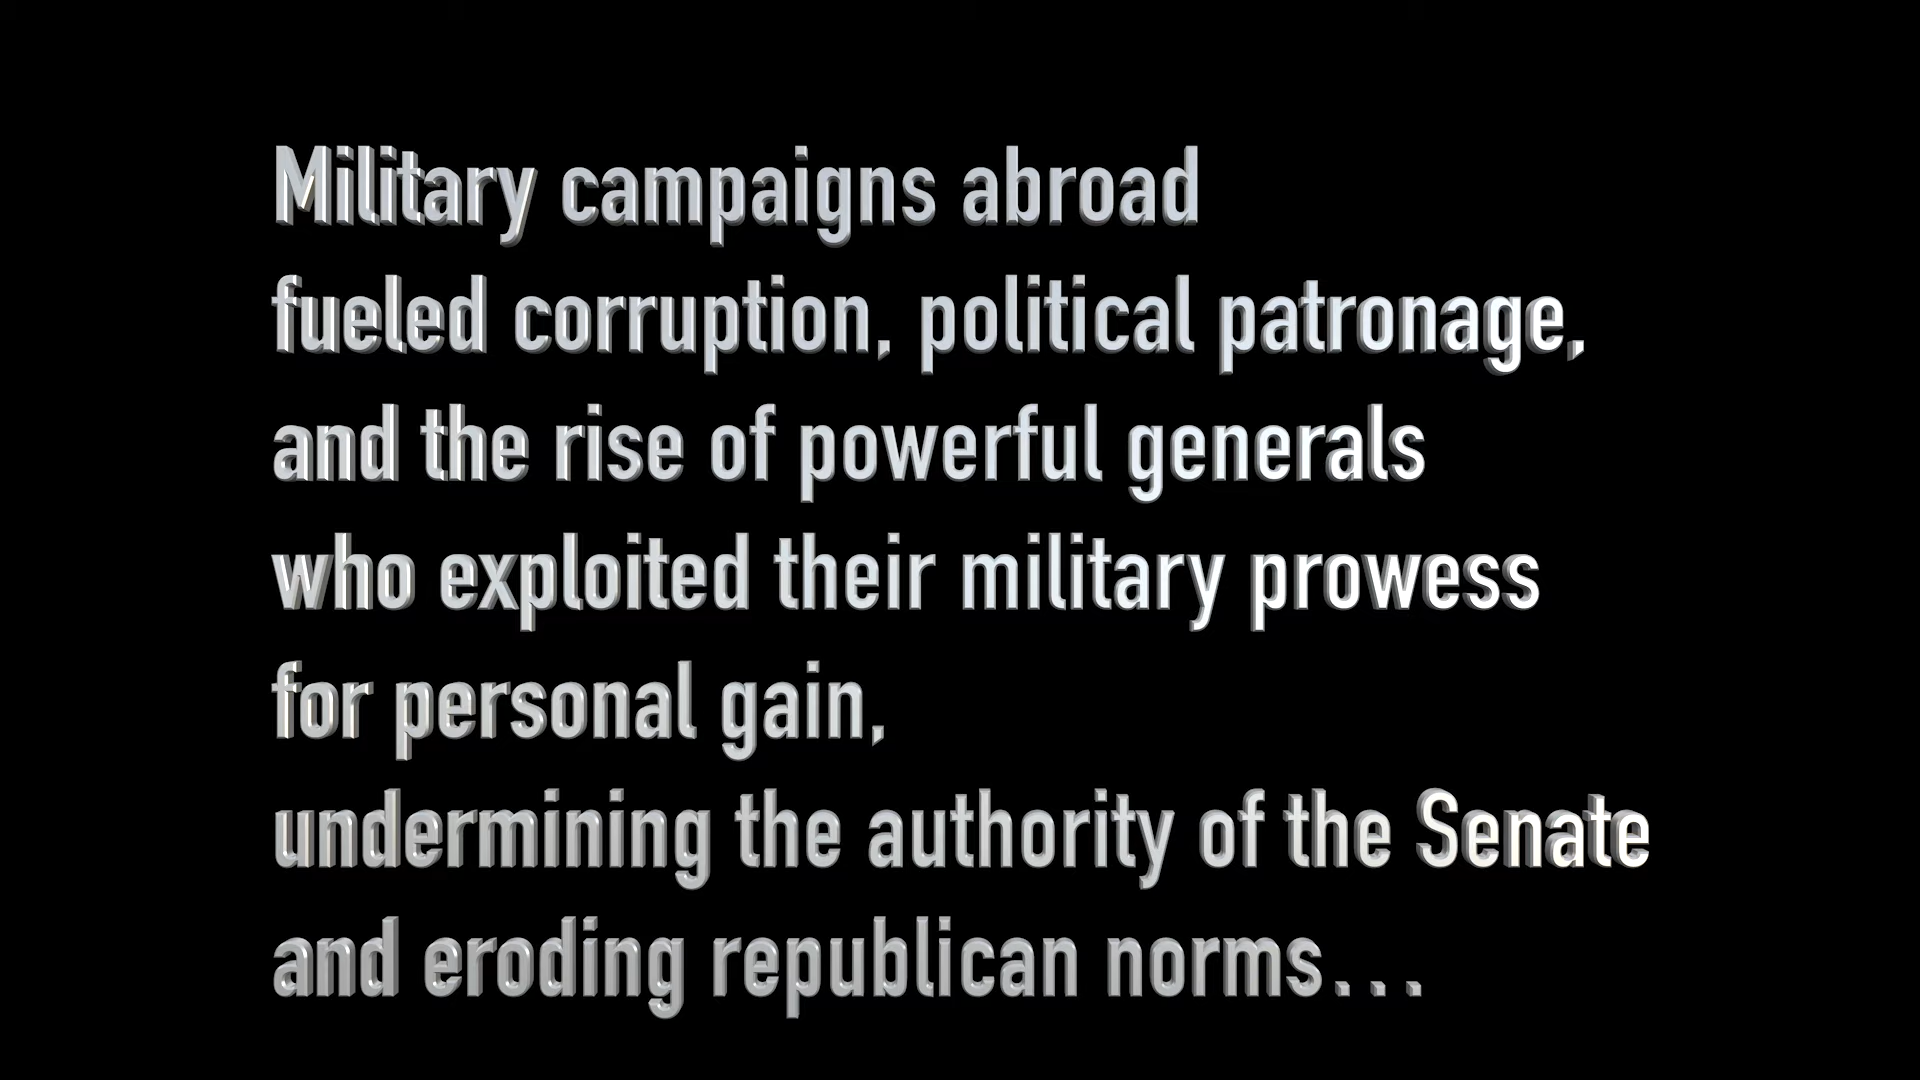 Military campaigns abroad
fueled corruption, political patronage,
and the rise of powerful generals
who exploited their military prowess
for personal gain,
undermining the authority of the Senate
and eroding republican norms...